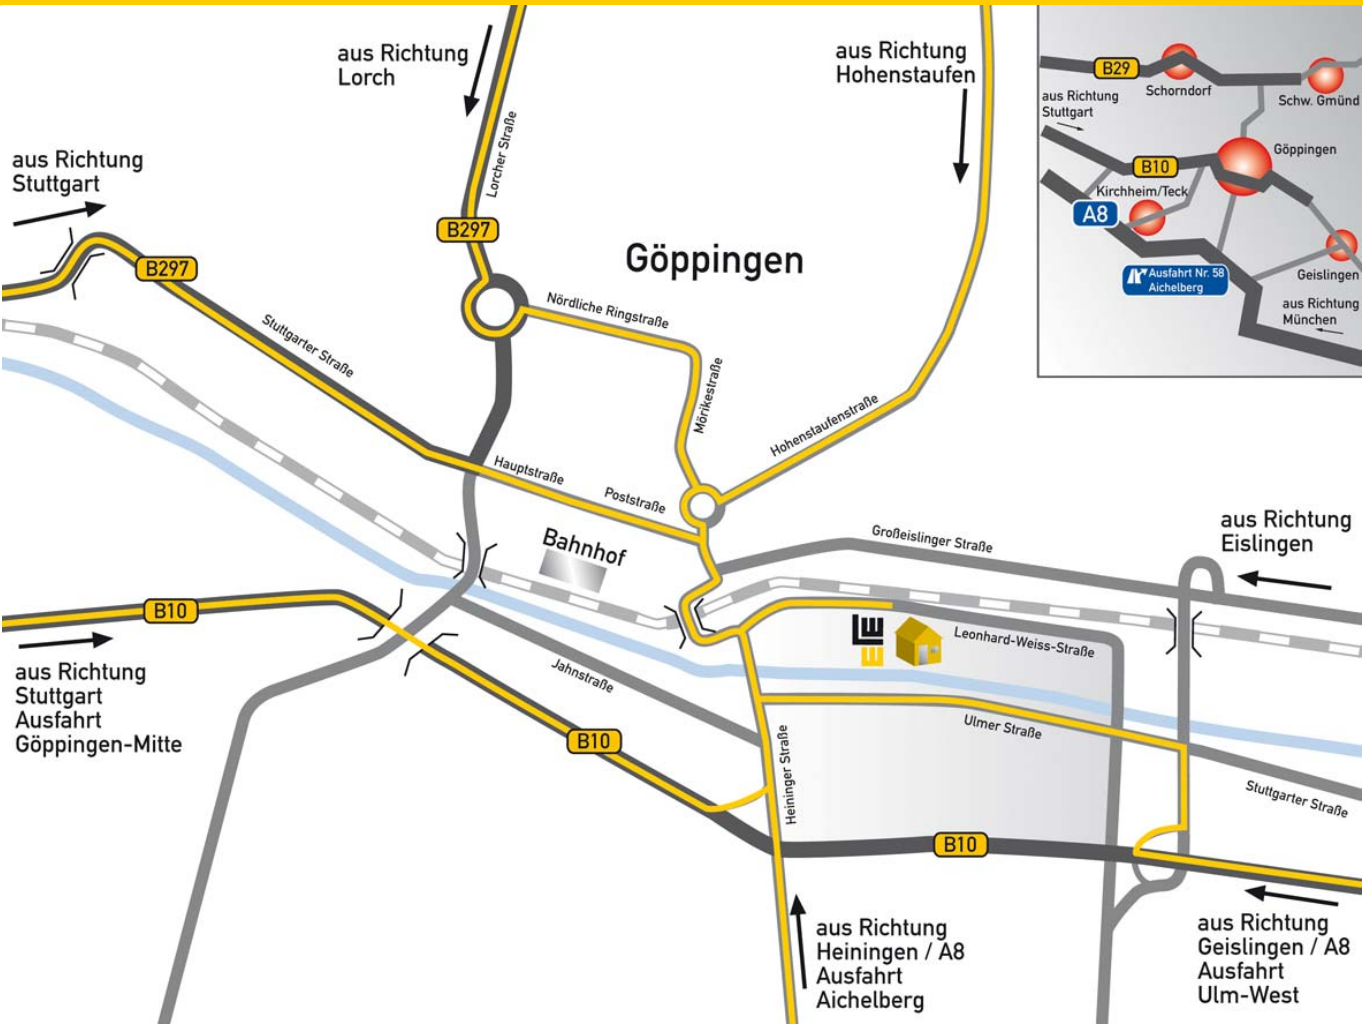 aus Richtung
Lorch
aus Richtung
Hohenstaufen
aus Richtung
Stuttgart
Lorcher Straße
B297
B297
Göppingen
Stuttgarter Straße
Nördliche Ringstraße
Mörikestraße
Hohenstaufenstraße
Hauptstraße
Poststraße
Bahnhof
Großeislinger Straße
aus Richtung
Eislingen
B10
aus Richtung
Stuttgart
Ausfahrt
Göppingen-Mitte
Jahnstraße
B10
ELE
Leonhard-Weiss-Straße
Ulmer Straße
Heininger Straße
Stuttgarter Straße
B10
aus Richtung
Heiningen / A8
Ausfahrt
Aichelberg
aus Richtung
Geislingen / A8
Ausfahrt
Ulm-West
B29
Schorndorf
Schw. Gmünd
aus Richtung
Stuttgart
B10
Göppingen
Kirchheim/Teck
A8
Ausfahrt Nr. 58
Aichelberg
Geislingen
aus Richtung
München